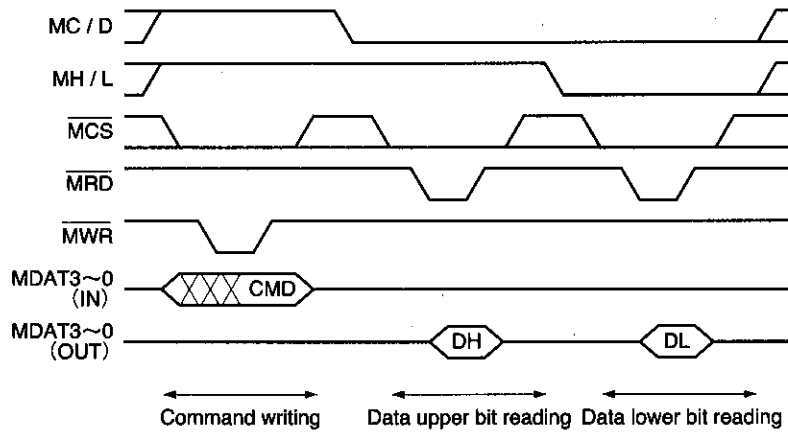 MC / D
MH / L
MCS
MRD
MWR
MDAT3～0
(IN)
CMD
MDAT3～0
(OUT)
DH
DL
Command writing
Data upper bit reading
Data lower bit reading